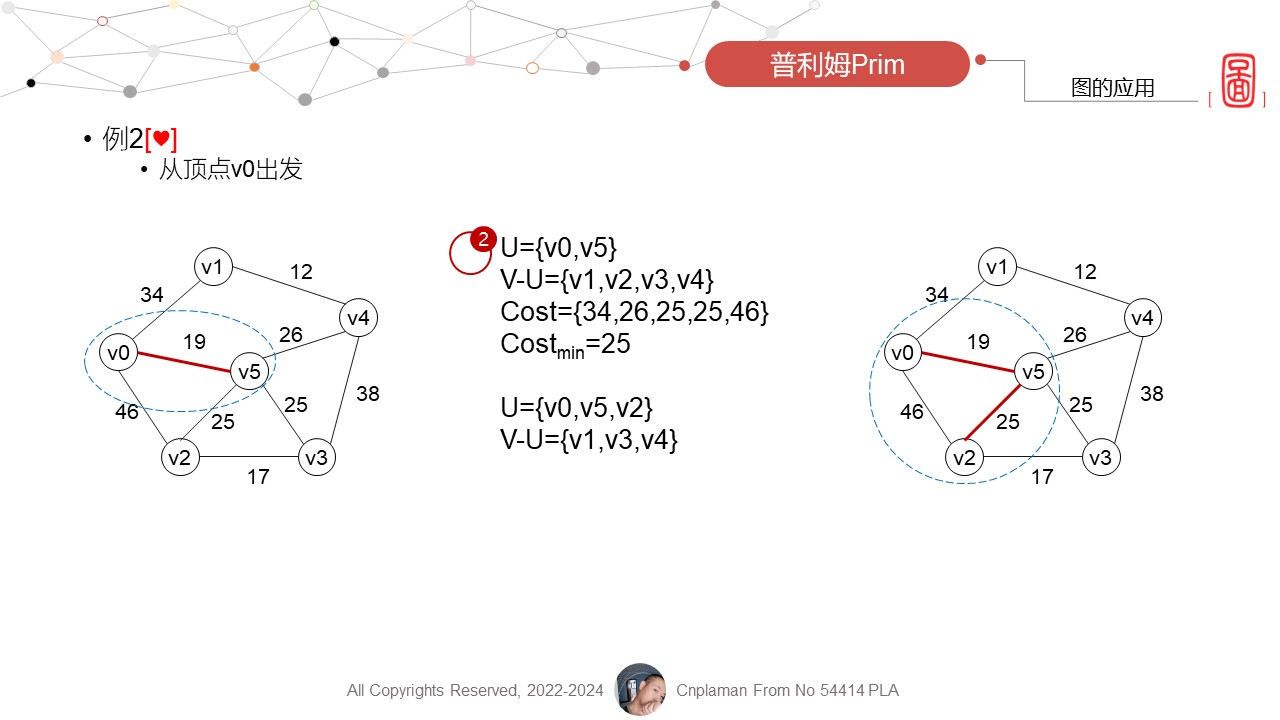 普利姆Prim
图的应用
[ ]
• 例2[♥]
• 从顶点v0出发
v1
12
34
v4
19
26
v0
v5
38
46
25
25
v2
v3
17
2
U={v0,v5}
V-U={v1,v2,v3,v4}
Cost={34,26,25,25,46}
Costmin=25
U={v0,v5,v2}
V-U={v1,v3,v4}
v1
12
34
v4
19
26
v0
v5
38
46
25
25
v2
v3
17
All Copyrights Reserved, 2022-2024
Cnplaman From No 54414 PLA